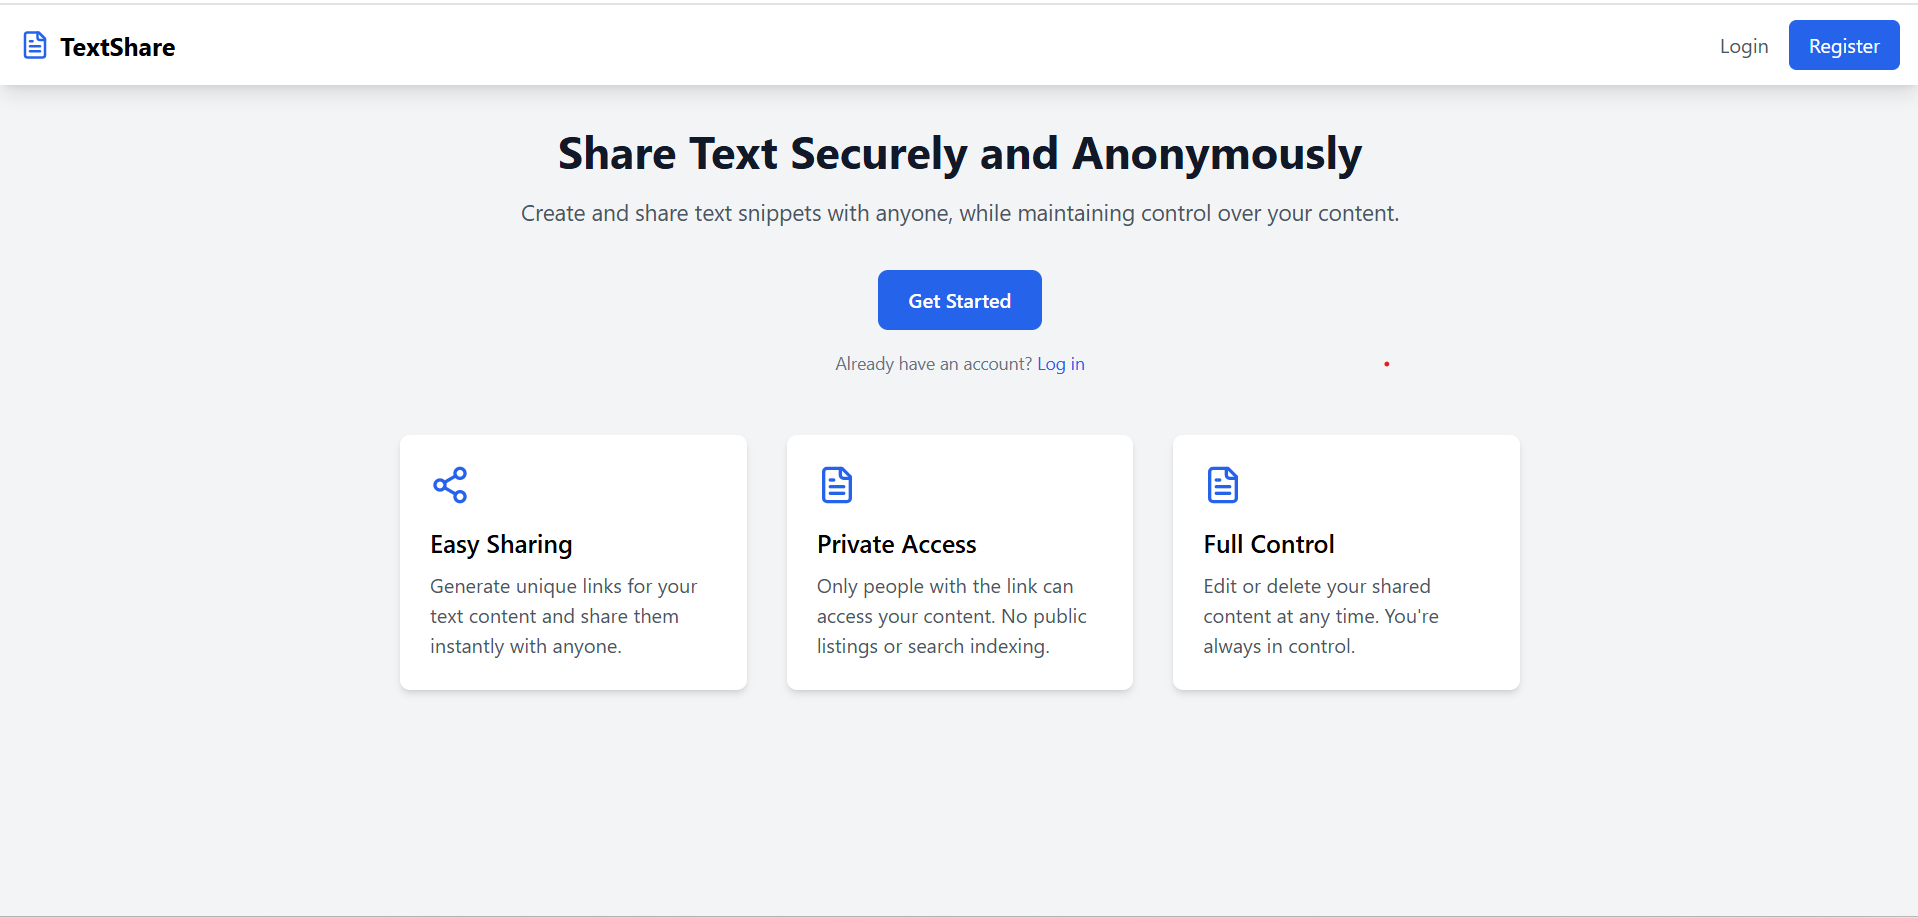 TextShare
Login
Register
Share Text Securely and Anonymously
Create and share text snippets with anyone, while maintaining control over your content.
Get Started
Already have an account? Log in
Easy Sharing
Generate unique links for your
text content and share them
instantly with anyone.
Private Access
Only people with the link can
access your content. No public
listings or search indexing.
Full Control
Edit or delete your shared
content at any time. You're
always in control.